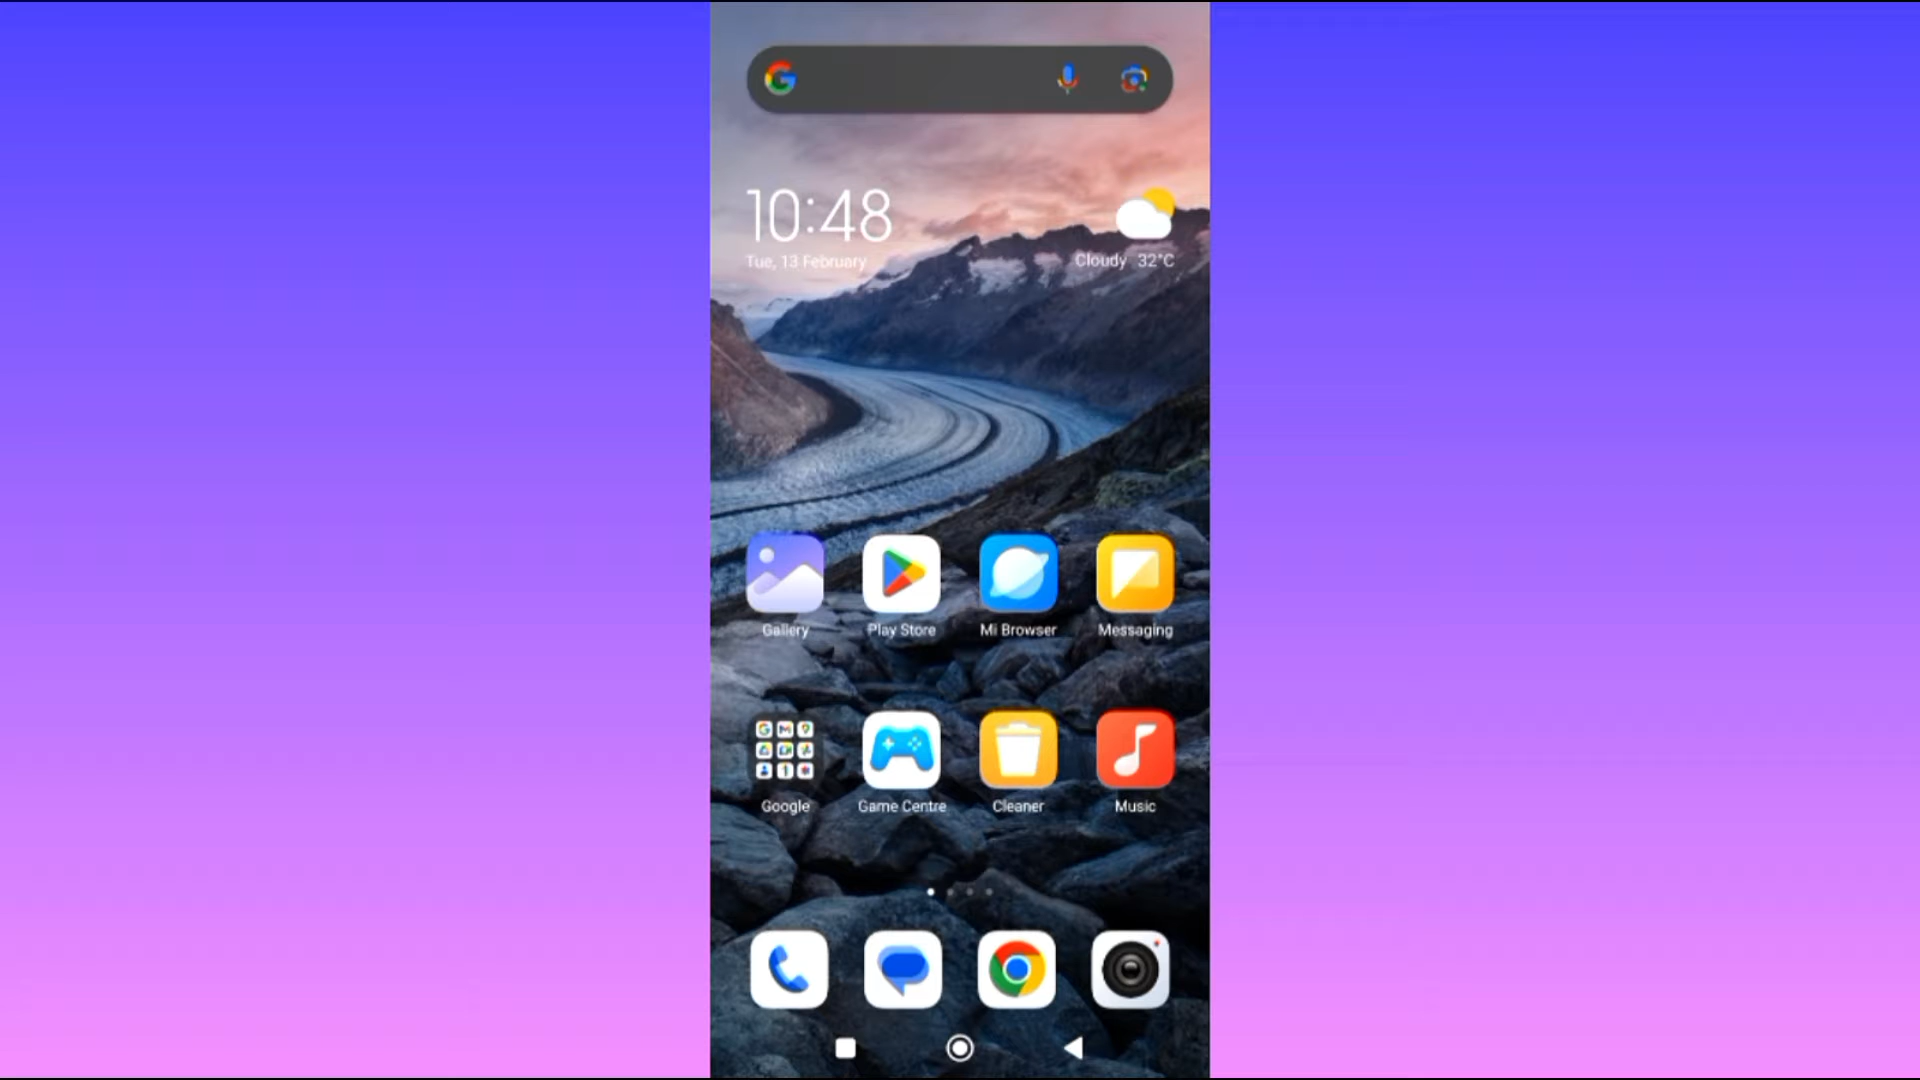 10:48
Tue, 13 February
Cloudy 32°C
Gallery
Play Store
Mi Browser
Messaging
Google
Game Centre
Cleaner
Music